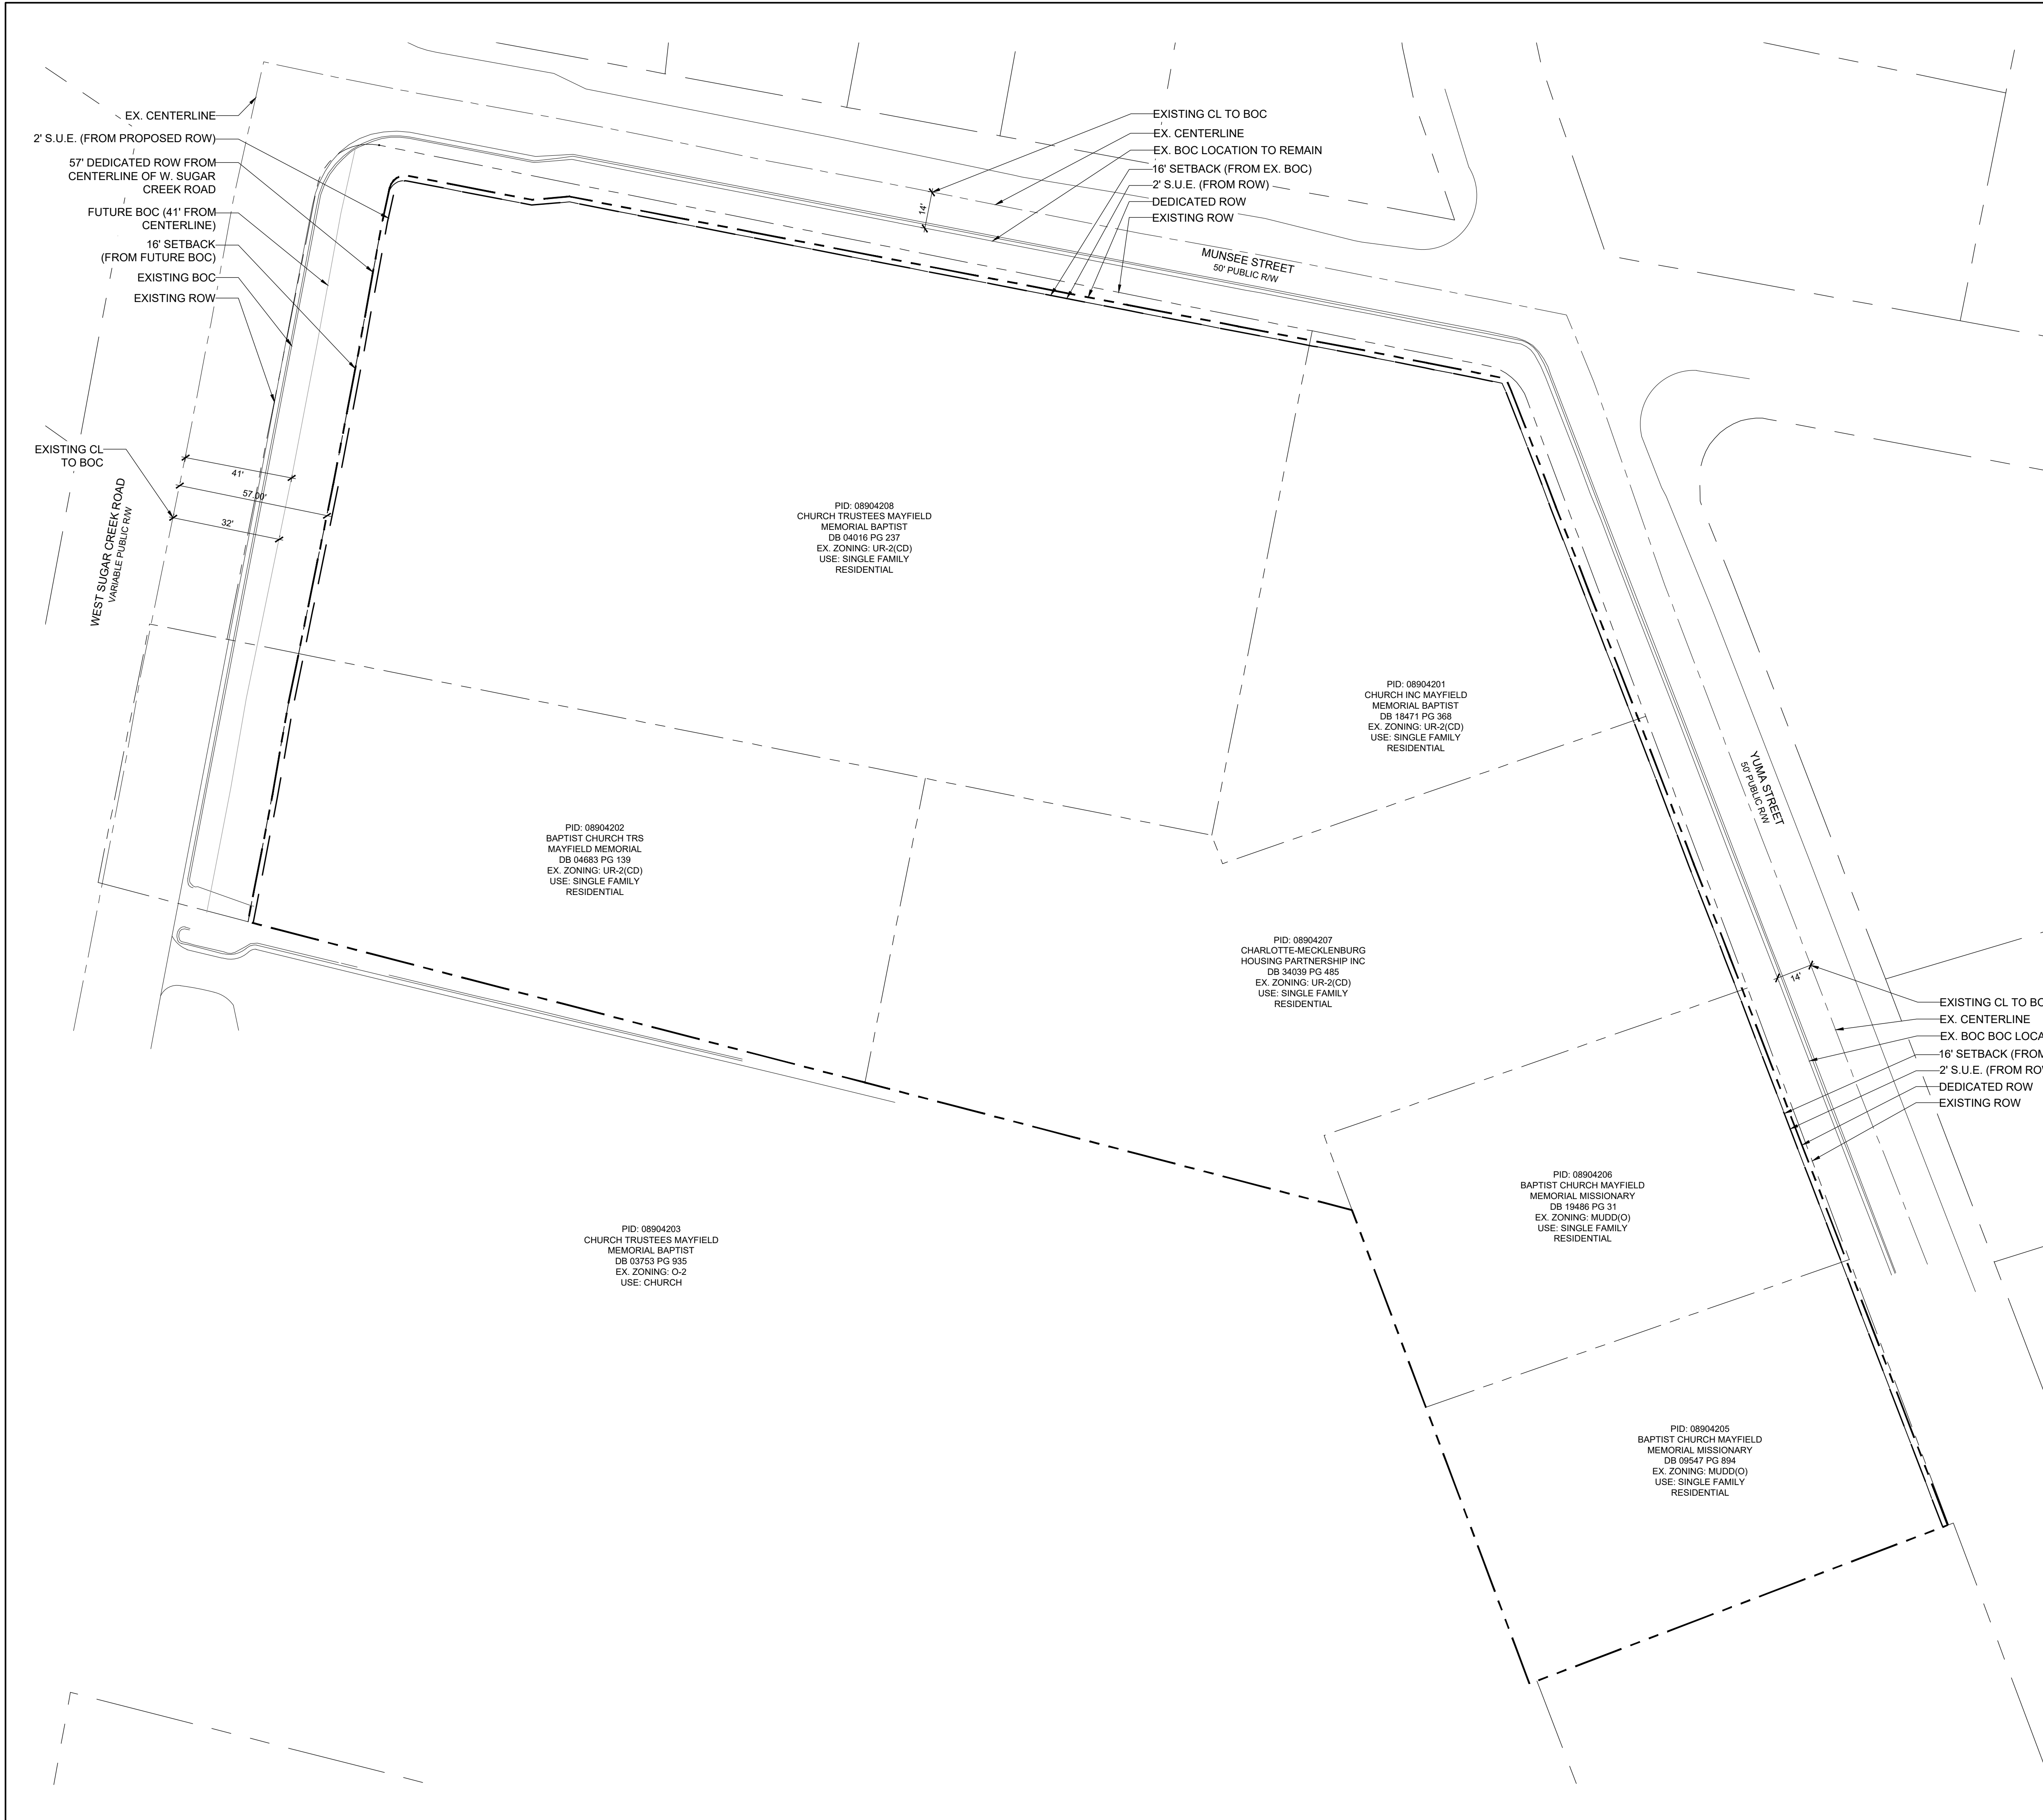 EX. CENTERLINE
2' S.U.E. (FROM PROPOSED ROW)
57' DEDICATED ROW FROM
CENTERLINE OF W. SUGAR
CREEK ROAD
FUTURE BOC (41' FROM
CENTERLINE)
16' SETBACK
(FROM FUTURE BOC)
EXISTING BOC
EXISTING ROW
EXISTING CL TO BOC
EX. CENTERLINE
EX. BOC LOCATION TO REMAIN
16' SETBACK (FROM EX. BOC)
2' S.U.E. (FROM ROW)
DEDICATED ROW
EXISTING ROW
14'
MUNSEE STREET
50' PUBLIC R/W
EXISTING CL
TO BOC
41'
57.00'
32'
WEST SUGAR CREEK ROAD
VARIABLE PUBLIC R/W
PID: 08904208
CHURCH TRUSTEES MAYFIELD
MEMORIAL BAPTIST
DB 04016 PG 237
EX. ZONING: UR-2(CD)
USE: SINGLE FAMILY
RESIDENTIAL
PID: 08904201
CHURCH INC MAYFIELD
MEMORIAL BAPTIST
DB 18471 PG 368
EX. ZONING: UR-2(CD)
USE: SINGLE FAMILY
RESIDENTIAL
YUMA STREET
50' PUBLIC R/W
PID: 08904202
BAPTIST CHURCH TRS
MAYFIELD MEMORIAL
DB 04683 PG 139
EX. ZONING: UR-2(CD)
USE: SINGLE FAMILY
RESIDENTIAL
PID: 08904207
CHARLOTTE-MECKLENBURG
HOUSING PARTNERSHIP INC
DB 34039 PG 485
EX. ZONING: UR-2(CD)
USE: SINGLE FAMILY
RESIDENTIAL
14'
EXISTING CL TO
EX. CENTERLINE
EX. BOC BOC
16' SETBACK
2' S.U.E. (FROM
DEDICATED ROW
EXISTING ROW
PID: 08904206
BAPTIST CHURCH MAYFIELD
MEMORIAL MISSIONARY
DB 19486 PG 31
EX. ZONING: MUDD(O)
USE: SINGLE FAMILY
RESIDENTIAL
PID: 08904203
CHURCH TRUSTEES MAYFIELD
MEMORIAL BAPTIST
DB 03753 PG 935
EX. ZONING: O-2
USE: CHURCH
PID: 08904205
BAPTIST CHURCH MAYFIELD
MEMORIAL MISSIONARY
DB 09547 PG 894
EX. ZONING: MUDD(O)
USE: SINGLE FAMILY
RESIDENTIAL